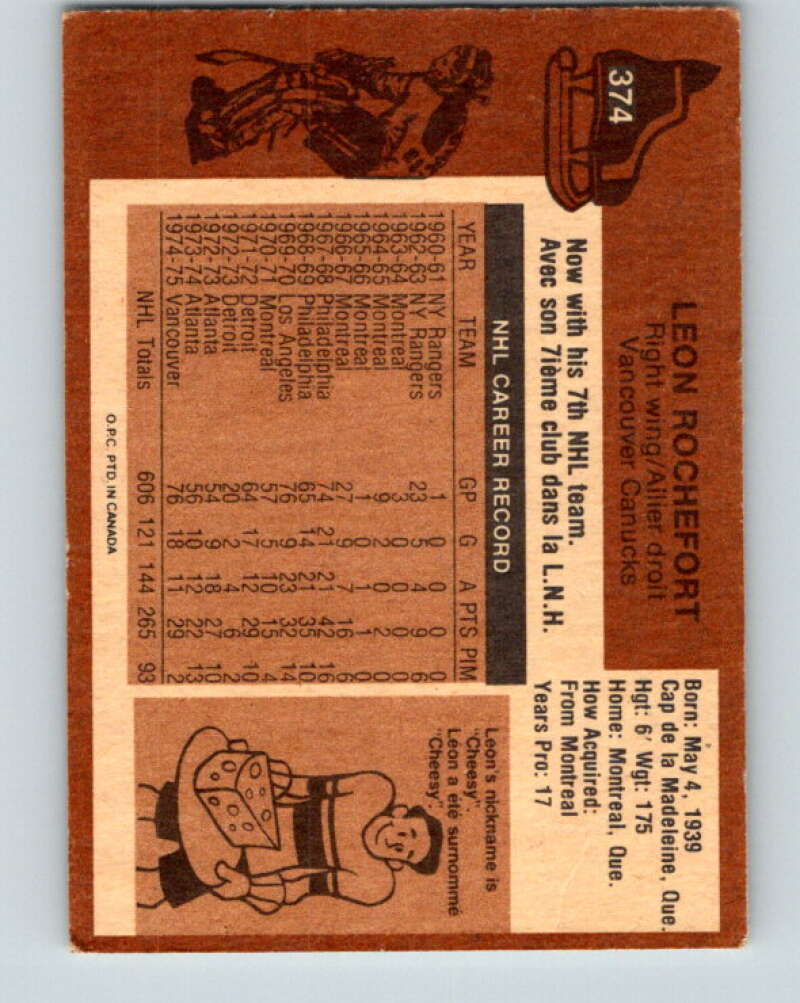 374
LEON ROCHEFORT
Right wing/Ailier droit
Vancouver Canucks
Born: May 4, 1939
Cap de la Madeleine, Que.
Hgt: 6' Wgt: 175
Home: Montreal, Que.
How Acquired:
From Montreal
Years Pro: 17
Now with his 7th NHL team.
Avec son 7ième club dans la L.N.H.
NHL CAREER RECORD
YEAR TEAM GP G A PTS PIM
1960-61 NY Rangers 1 0 0 0 0
1962-63 NY Rangers 23 5 4 9 6
1963-64 Montreal 3 0 0 0 0
1964-65 Montreal 9 2 0 2 0
1965-66 Montreal 1 0 1 1 0
1966-67 Montreal 27 9 7 16 6
1967-68 Philadelphia 74 21 21 42 16
1968-69 Philadelphia 65 14 21 35 10
1969-70 Los Angeles 76 9 23 32 14
1970-71 Montreal 57 5 10 15 4
1971-72 Detroit 64 17 12 29 10
1972-73 Detroit 20 2 4 6 2
1972-73 Atlanta 54 9 18 27 10
1973-74 Atlanta 56 10 12 22 13
1974-75 Vancouver 76 18 11 29 2
NHL Totals 606 121 144 265 93
Leon's nickname is
"Cheesy".
Léon a été surnommé
"Cheesy".
O.P.C. PTD. IN CANADA